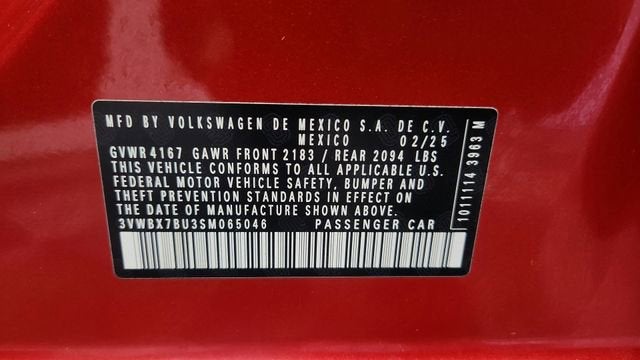 MFD BY VOLKSWAGEN DE MEXICO S.A. DE C.V.
MEXICO 02/25
GVWR 4167 GAWR FRONT 2183 / REAR 2094 LBS
THIS VEHICLE CONFORMS TO ALL APPLICABLE U.S.
FEDERAL MOTOR VEHICLE SAFETY, BUMPER AND
THEFT PREVENTION STANDARDS IN EFFECT ON
THE DATE OF MANUFACTURE SHOWN ABOVE.
3VWBX7BU3SM065046 PASSENGER CAR
1011114 3963 M